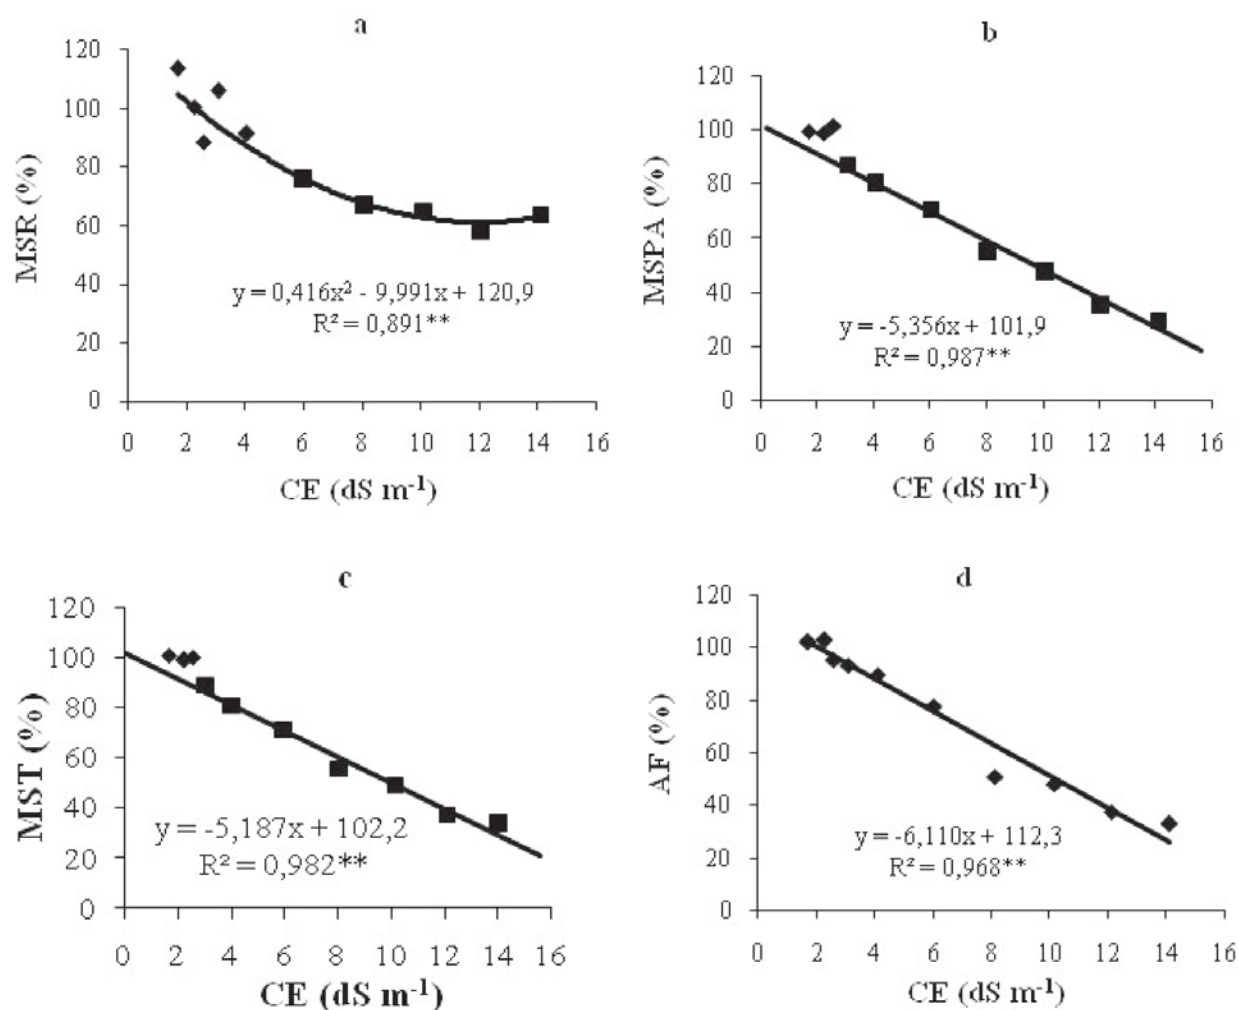 a
120
100
80
60
40
20
0
MSR (%)
y = 0,416x² - 9,991x + 120,9
R² = 0,891**
0 2 4 6 8 10 12 14 16
CE (dS m⁻¹)
b
120
100
80
60
40
20
0
MSPA (%)
y = -5,356x + 101,9
R² = 0,987**
0 2 4 6 8 10 12 14 16
CE (dS m⁻¹)
c
120
100
80
60
40
20
0
MST (%)
y = -5,187x + 102,2
R² = 0,982**
0 2 4 6 8 10 12 14 16
CE (dS m⁻¹)
d
120
100
80
60
40
20
0
AF (%)
y = -6,110x + 112,3
R² = 0,968**
0 2 4 6 8 10 12 14 16
CE (dS m⁻¹)